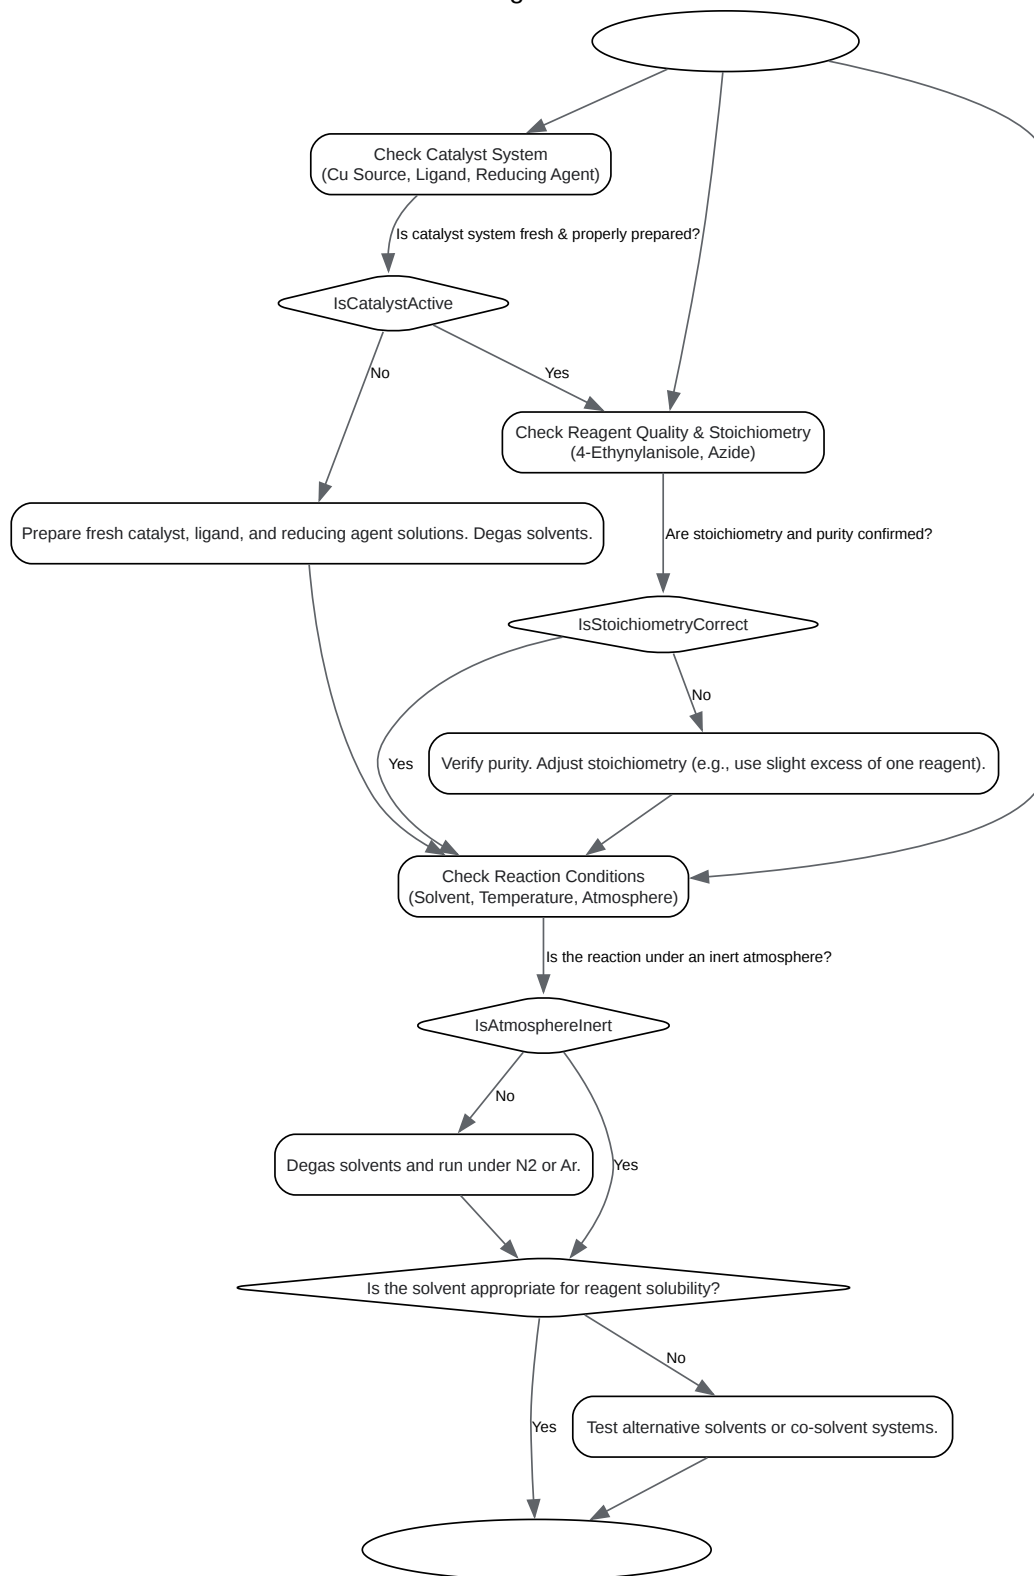 Check Catalyst System
(Cu Source, Ligand, Reducing Agent)
Is catalyst system fresh & properly prepared?
IsCatalystActive
No
Yes
Check Reagent Quality & Stoichiometry
(4-Ethynylanisole, Azide)
Prepare fresh catalyst, ligand, and reducing agent solutions. Degas solvents.
Are stoichiometry and purity confirmed?
IsStoichiometryCorrect
No
Yes
Verify purity. Adjust stoichiometry (e.g., use slight excess of one reagent).
Check Reaction Conditions
(Solvent, Temperature, Atmosphere)
Is the reaction under an inert atmosphere?
IsAtmosphereInert
No
Degas solvents and run under N2 or Ar.
Yes
Is the solvent appropriate for reagent solubility?
No
Yes
Test alternative solvents or co-solvent systems.